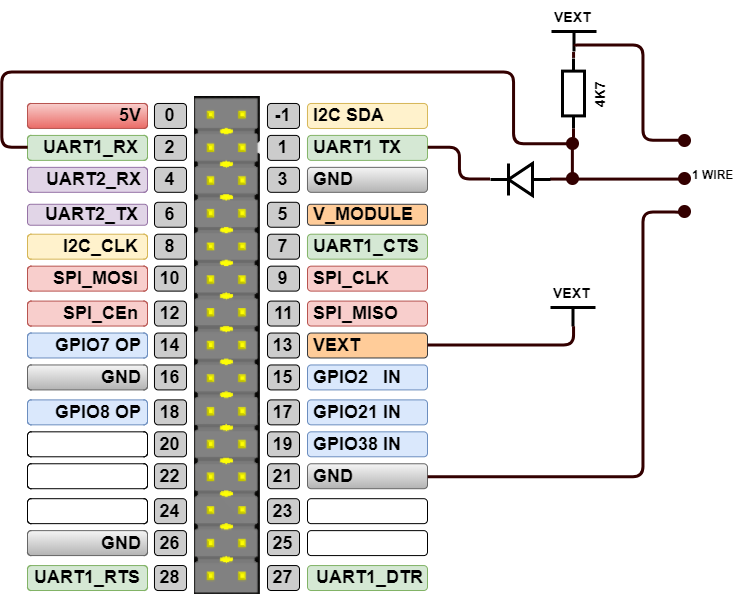 VEXT
4K7
5V 0 -1 I2C SDA
UART1_RX 2 1 UART1 TX
1 WIRE
UART2_RX 4 3 GND
UART2_TX 6 5 V_MODULE
I2C_CLK 8 7 UART1_CTS
SPI_MOSI 10 9 SPI_CLK
VEXT
SPI_CEn 12 11 SPI_MISO
GPIO7 OP 14 13 VEXT
GND 16 15 GPIO2 IN
GPIO8 OP 18 17 GPIO21 IN
20 19 GPIO38 IN
22 21 GND
24 23
GND 26 25
UART1_RTS 28 27 UART1_DTR